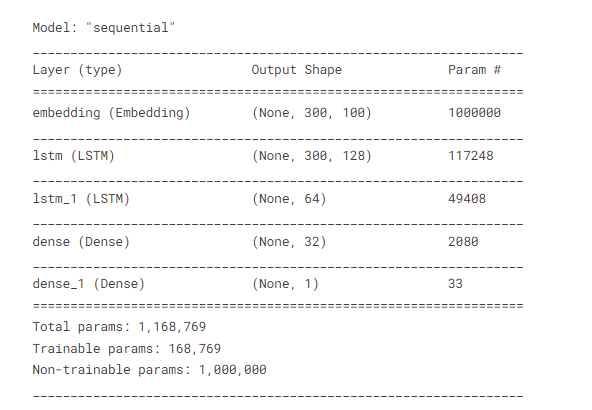 Model: "sequential"
_________________________________________________________________
Layer (type)                 Output Shape              Param #
=================================================================
embedding (Embedding)        (None, 300, 100)          1000000
_________________________________________________________________
lstm (LSTM)                  (None, 300, 128)          117248
_________________________________________________________________
lstm_1 (LSTM)                (None, 64)                49408
_________________________________________________________________
dense (Dense)                (None, 32)                2080
_________________________________________________________________
dense_1 (Dense)              (None, 1)                 33
=================================================================
Total params: 1,168,769
Trainable params: 168,769
Non-trainable params: 1,000,000
_________________________________________________________________